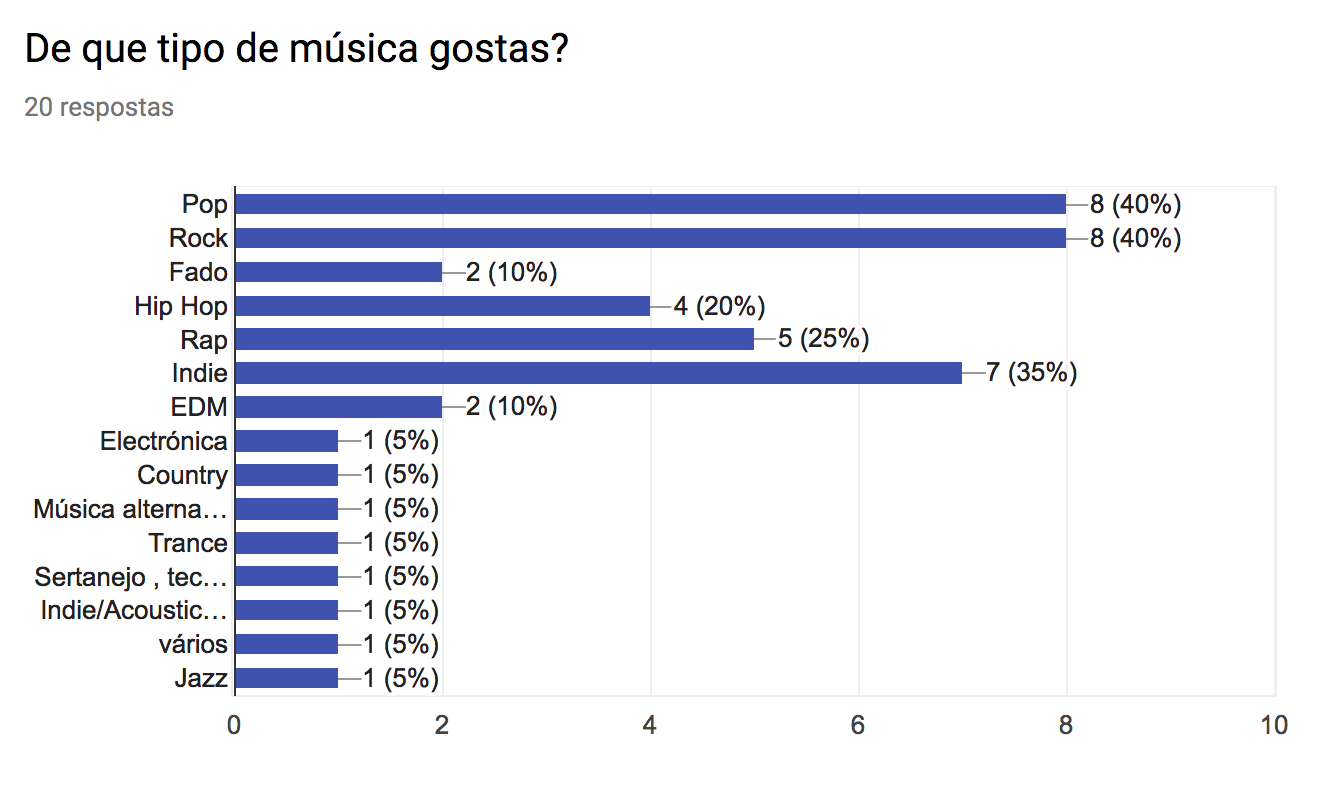 De que tipo de música gostas?
20 respostas
Pop 8 (40%)
Rock 8 (40%)
Fado 2 (10%)
Hip Hop 4 (20%)
Rap 5 (25%)
Indie 7 (35%)
EDM 2 (10%)
Electrónica 1 (5%)
Country 1 (5%)
Música alterna… 1 (5%)
Trance 1 (5%)
Sertanejo , tec… 1 (5%)
Indie/Acoustic… 1 (5%)
vários 1 (5%)
Jazz 1 (5%)
0 2 4 6 8 10